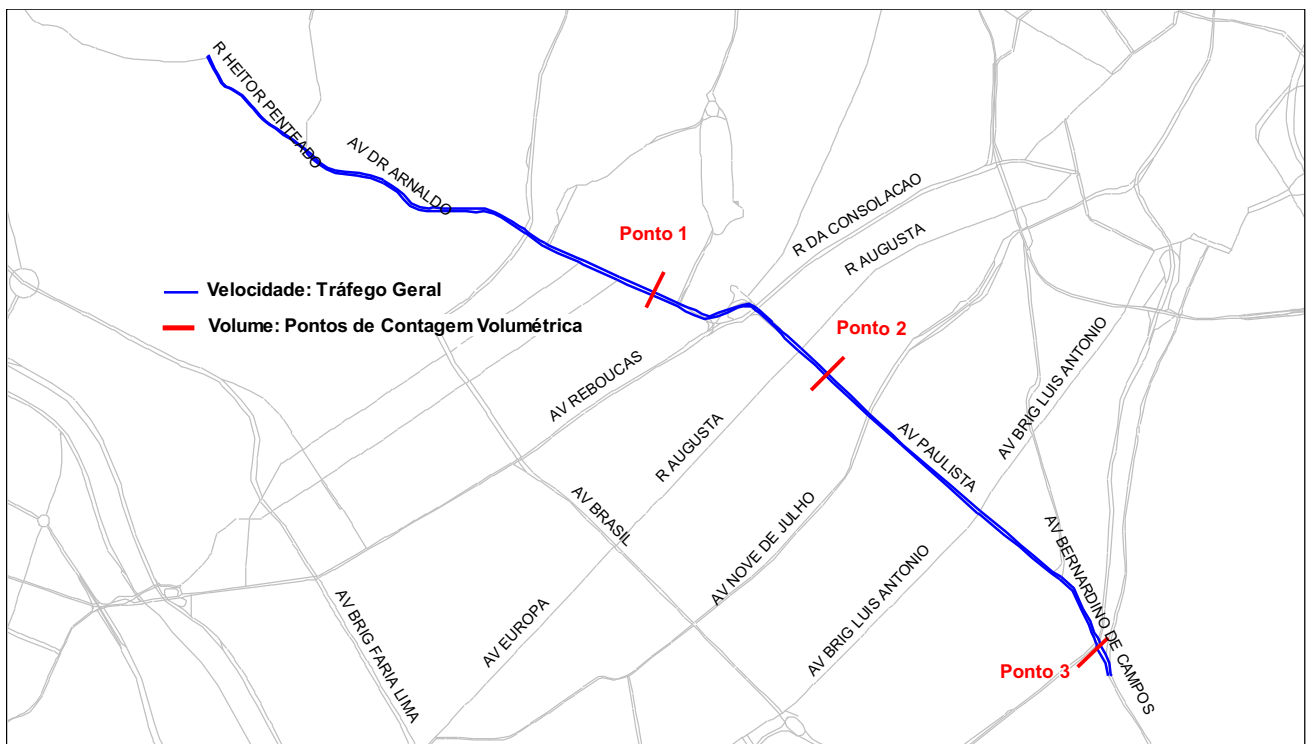 R HEITOR PENTEADO
AV DR ARNALDO
Ponto 1
R DA CONSOLACAO
R AUGUSTA
Velocidade: Tráfego Geral
Volume: Pontos de Contagem Volumétrica
Ponto 2
AV REBOUCAS
AV BRIG LUIS ANTONIO
R AUGUSTA
AV PAULISTA
AV BRASIL
AV NOVE DE JULHO
AV BERNARDINO DE CAMPOS
AV BRIG FARIA LIMA
AV EUROPA
AV BRIG LUIS ANTONIO
Ponto 3